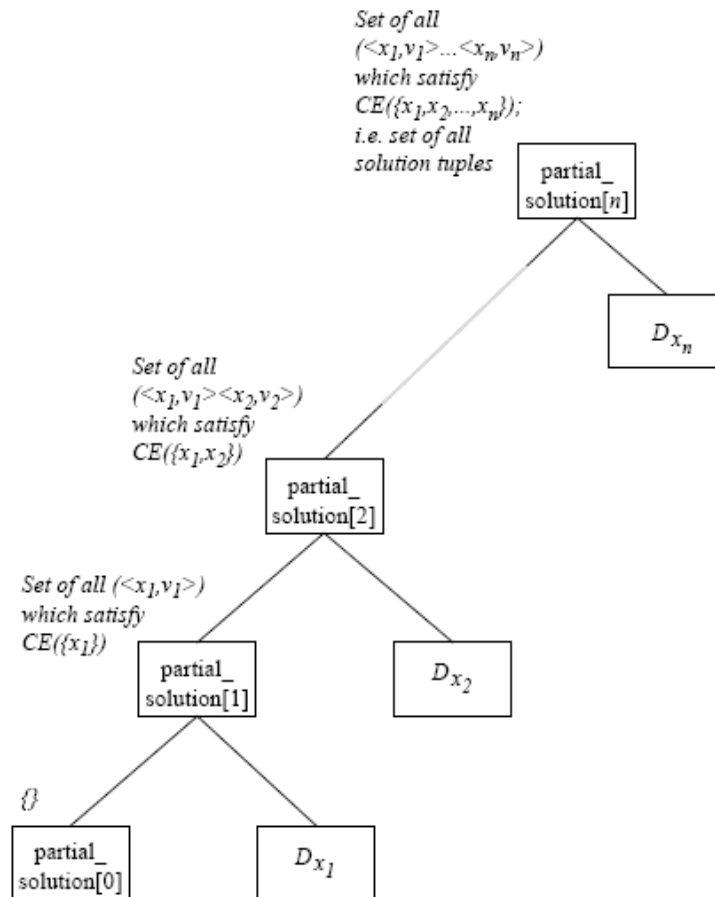 Set of all
(<x1,v1>...<xn,vn>)
which satisfy
CE({x1,x2,...,xn});
i.e. set of all
solution tuples
partial_
solution[n]
Dxn
Set of all
(<x1,v1><x2,v2>)
which satisfy
CE({x1,x2})
partial_
solution[2]
Set of all (<x1,v1>)
which satisfy
CE({x1})
partial_
solution[1]
Dx2
{}
partial_
solution[0]
Dx1